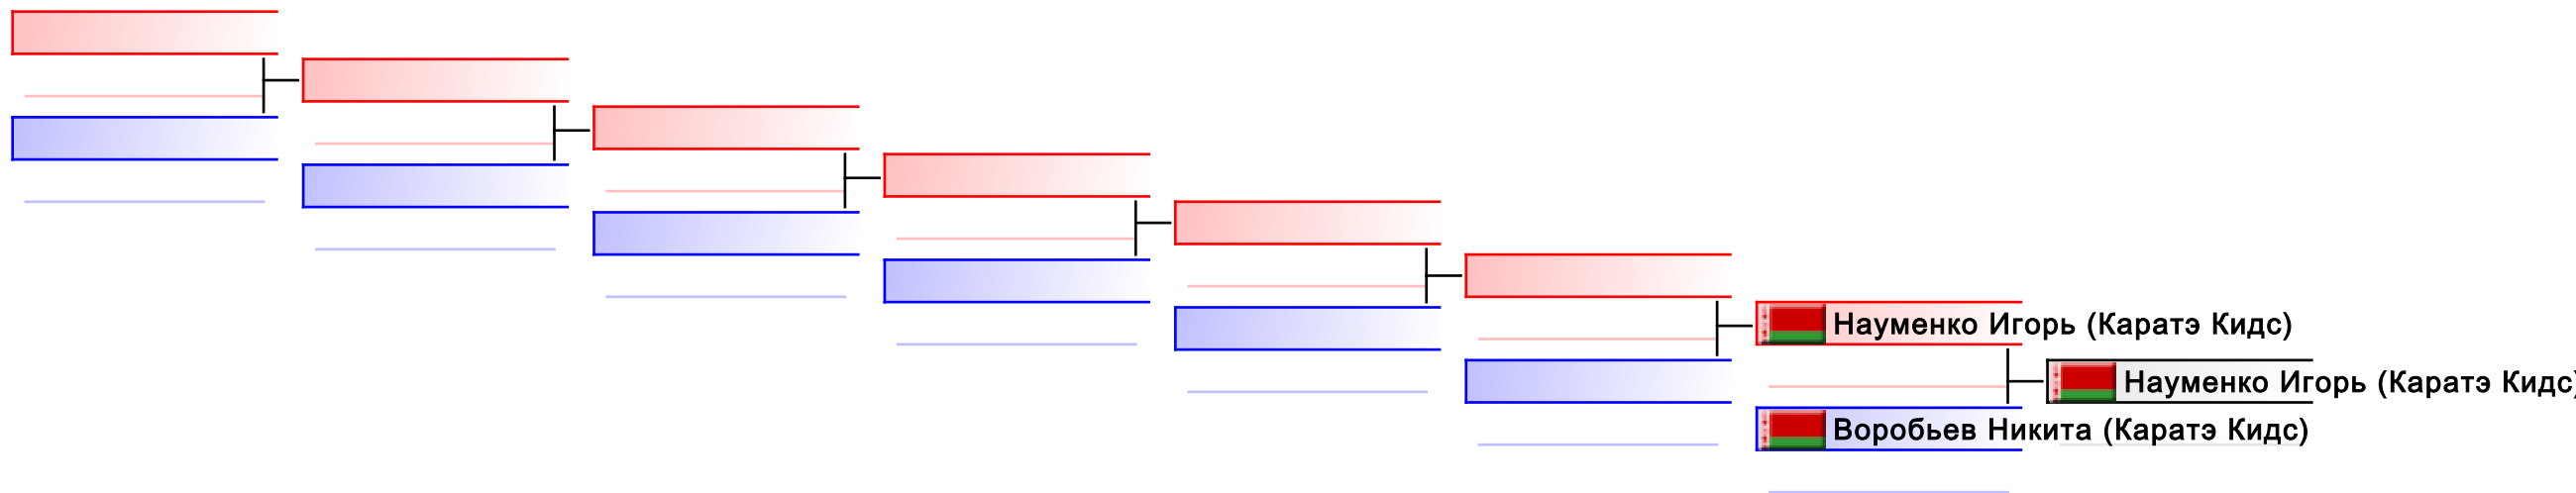 Науменко Игорь (Каратэ Кидс)
Науменко Игорь (Каратэ Кидс)
Воробьев Никита (Каратэ Кидс)